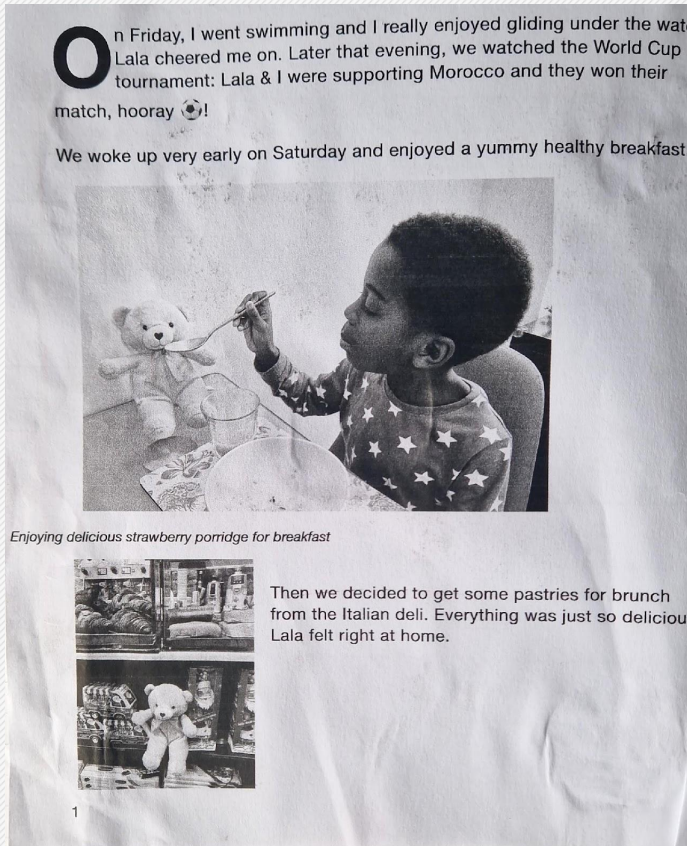 On Friday, I went swimming and I really enjoyed gliding under the
Lala cheered me on. Later that evening, we watched the World Cup
tournament: Lala & I were supporting Morocco and they won their
match, hooray ⚽!
We woke up very early on Saturday and enjoyed a yummy healthy breakfast
Enjoying delicious strawberry porridge for breakfast
Then we decided to get some pastries for brunch
from the Italian deli. Everything was just so deliciou
Lala felt right at home.
1